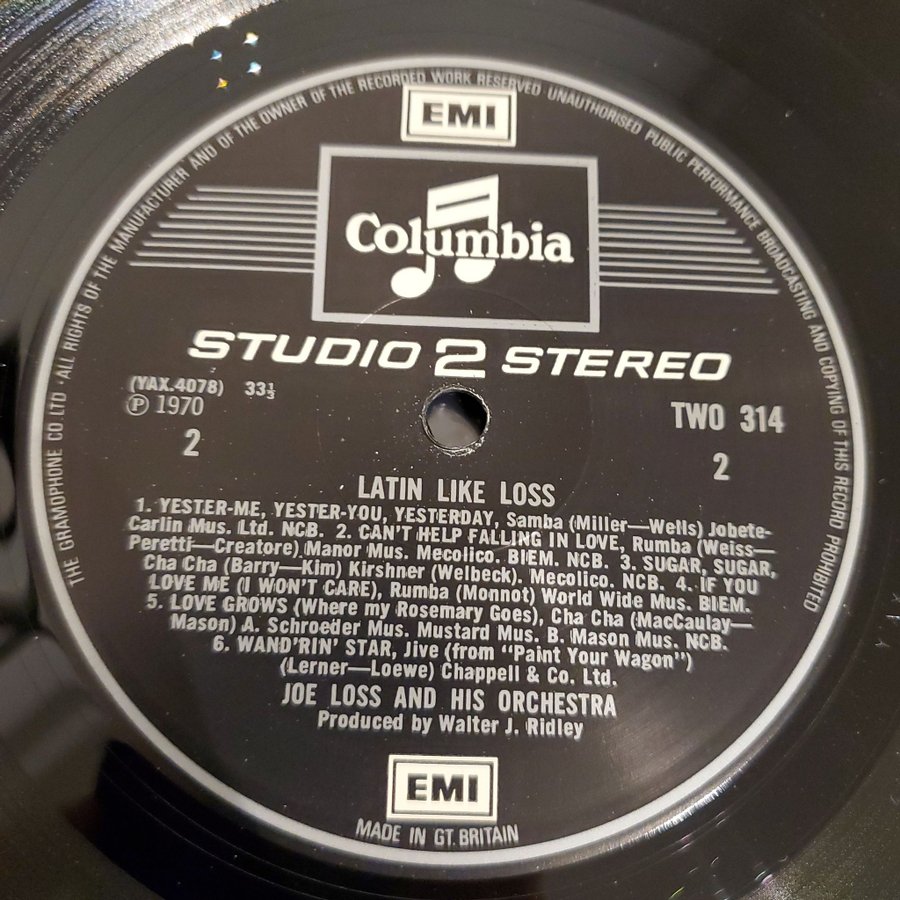 THE GRAMOPHONE CO. LTD · ALL RIGHTS OF THE MANUFACTURER AND OF THE OWNER OF THE RECORDED WORK RESERVED UNAUTHORISED PUBLIC PERFORMANCE BROADCASTING AND COPYING OF THIS RECORD PROHIBITED
EMI
Columbia
STUDIO 2 STEREO
(YAX.4078) 33⅓
℗ 1970
TWO 314
2
2
LATIN LIKE LOSS
1. YESTER-ME, YESTER-YOU, YESTERDAY, Samba (Miller—Wells) Jobete-
Carlin Mus. Ltd. NCB. 2. CAN'T HELP FALLING IN LOVE, Rumba (Weiss—
Peretti—Creatore) Manor Mus. Mecolico. BIEM. NCB. 3. SUGAR, SUGAR,
Cha Cha (Barry—Kim) Kirshner (Welbeck). Mecolico. NCB. 4. IF YOU
LOVE ME (I WON'T CARE), Rumba (Monnot) World Wide Mus. BIEM.
5. LOVE GROWS (Where my Rosemary Goes), Cha Cha (MacCaulay—
Mason) A. Schroeder Mus. Mustard Mus. B. Mason Mus. NCB.
6. WAND'RIN' STAR, Jive (from "Paint Your Wagon")
(Lerner—Loewe) Chappell & Co. Ltd.
JOE LOSS AND HIS ORCHESTRA
Produced by Walter J. Ridley
EMI
MADE IN GT. BRITAIN